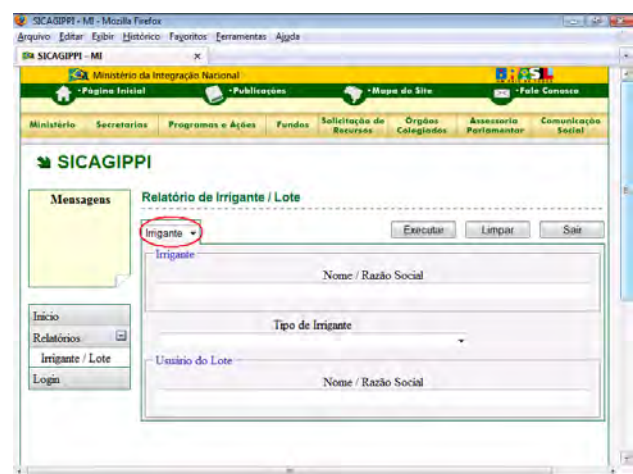 SICAGIPPI - MI - Mozilla Firefox
Arquivo Editar Exibir Histórico Favoritos Ferramentas Ajuda
SICAGIPPI - MI ×
Ministério da Integração Nacional BRASIL
·Página Inicial ·Publicações ·Mapa do Site ·Fale Conosco
Ministério Secretarias Programas e Ações Fundos Solicitação de Recursos Órgãos Colegiados Assessoria Parlamentar Comunicação Social
SICAGIPPI
Mensagens
Relatório de Irrigante / Lote
Irrigante Executar Limpar Sair
Irrigante
Nome / Razão Social
Tipo de Irrigante
Usuário do Lote
Nome / Razão Social
Início
Relatórios
Irrigante / Lote
Login